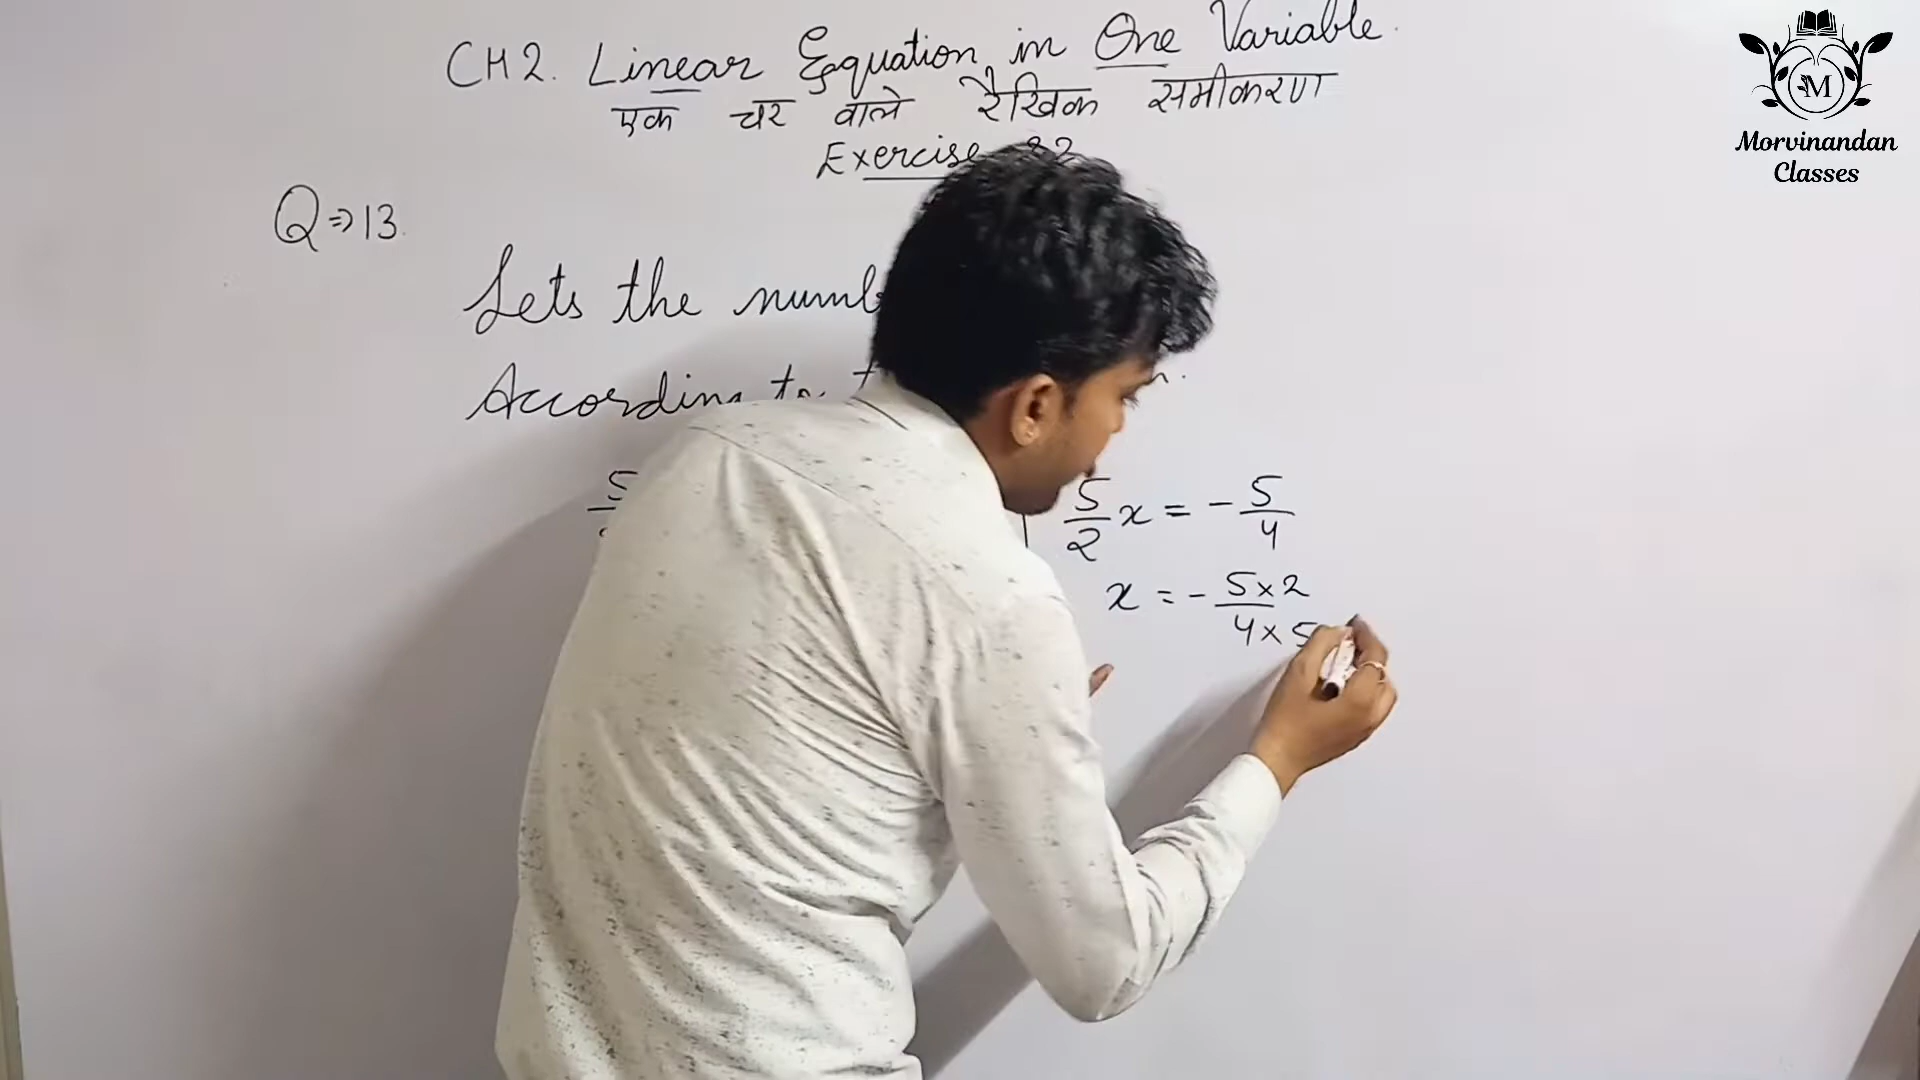 CH2. Linear Equation in One Variable.
एक चर वाले रैखिक समीकरण
Exercise
Q⇒13.
Lets the
According to
5/2 x = - 5/4
x = - 5×2/4×5
M
Morvinandan
Classes